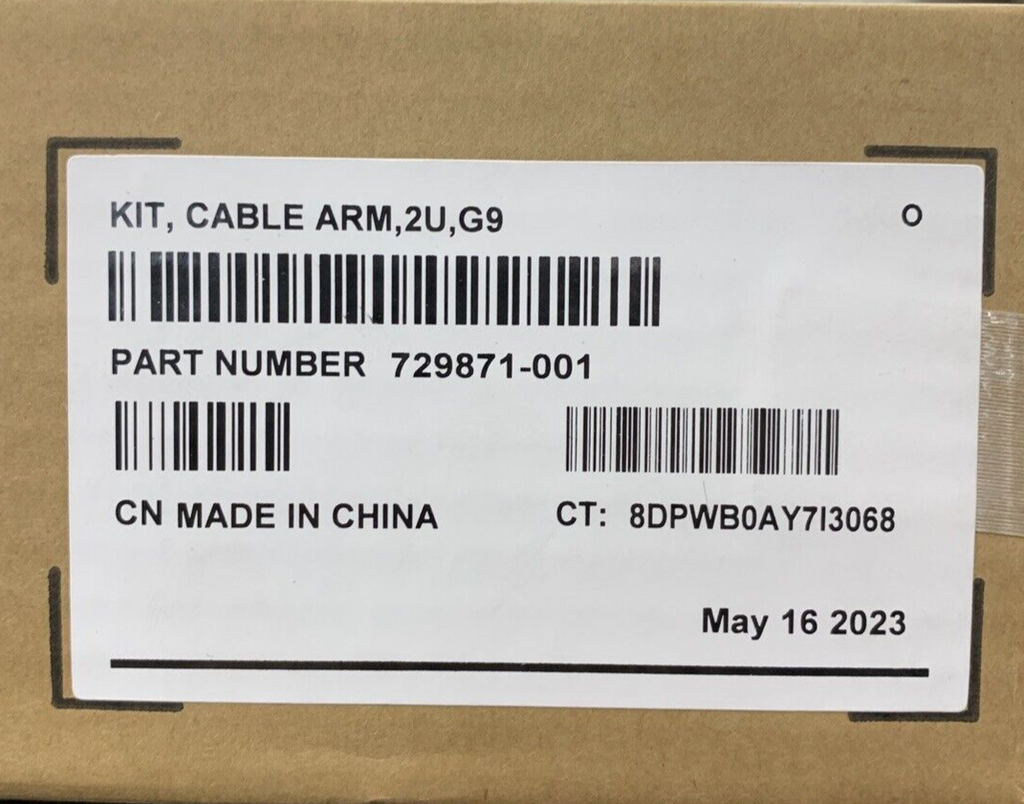 KIT, CABLE ARM,2U,G9 O
PART NUMBER 729871-001
CN MADE IN CHINA CT: 8DPWB0AY7I3068
May 16 2023